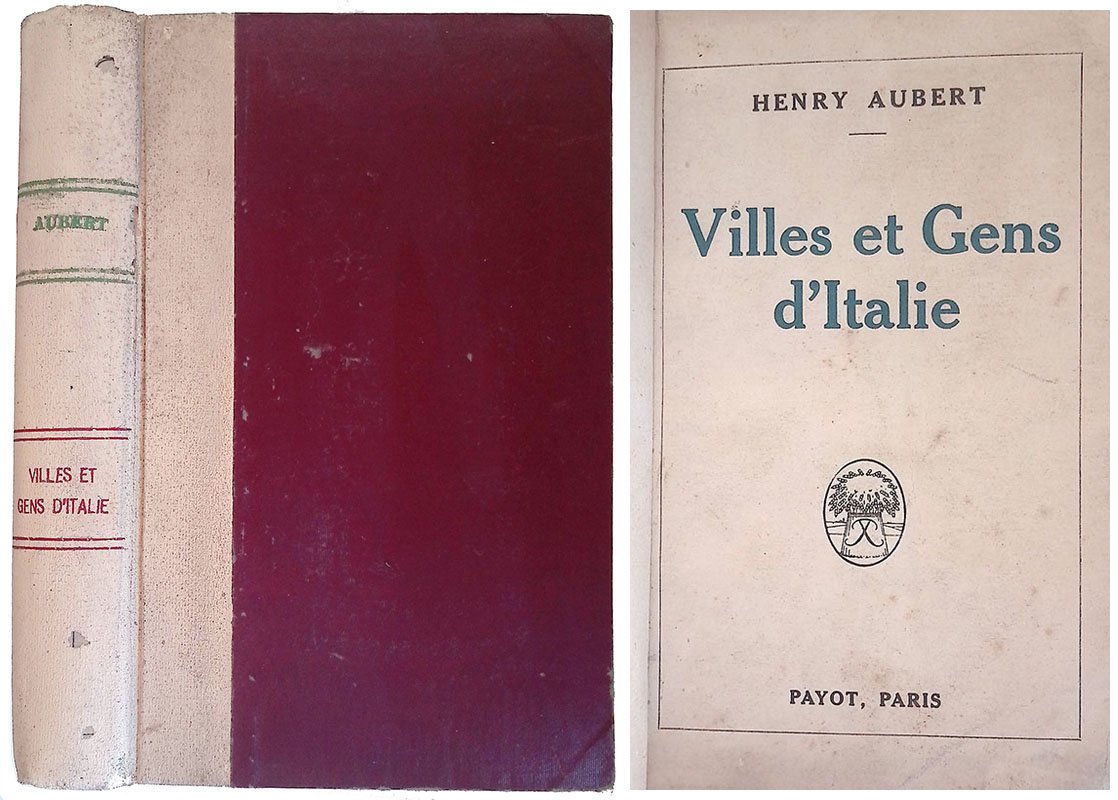 AUBERT
VILLES ET
GENS D'ITALIE
HENRY AUBERT
Villes et Gens
d'Italie
PAYOT, PARIS